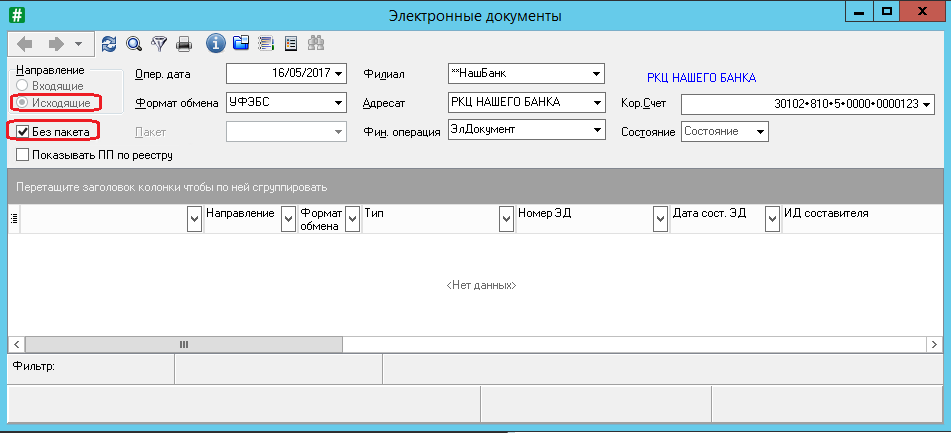 Электронные документы
Направление
Входящие
Исходящие
Без пакета
Показывать ПП по реестру
Опер. дата 16/05/2017
Формат обмена УФЭБС
Пакет
Филиал **НашБанк
Адресат РКЦ НАШЕГО БАНКА
Фин. операция ЭлДокумент
РКЦ НАШЕГО БАНКА
Кор.Счет 30102*810*5*0000*0000123
Состояние Состояние
Перетащите заголовок колонки чтобы по ней сгруппировать
Направление Формат обмена Тип Номер ЭД Дата сост. ЭД ИД составителя
<Нет данных>
Фильтр: